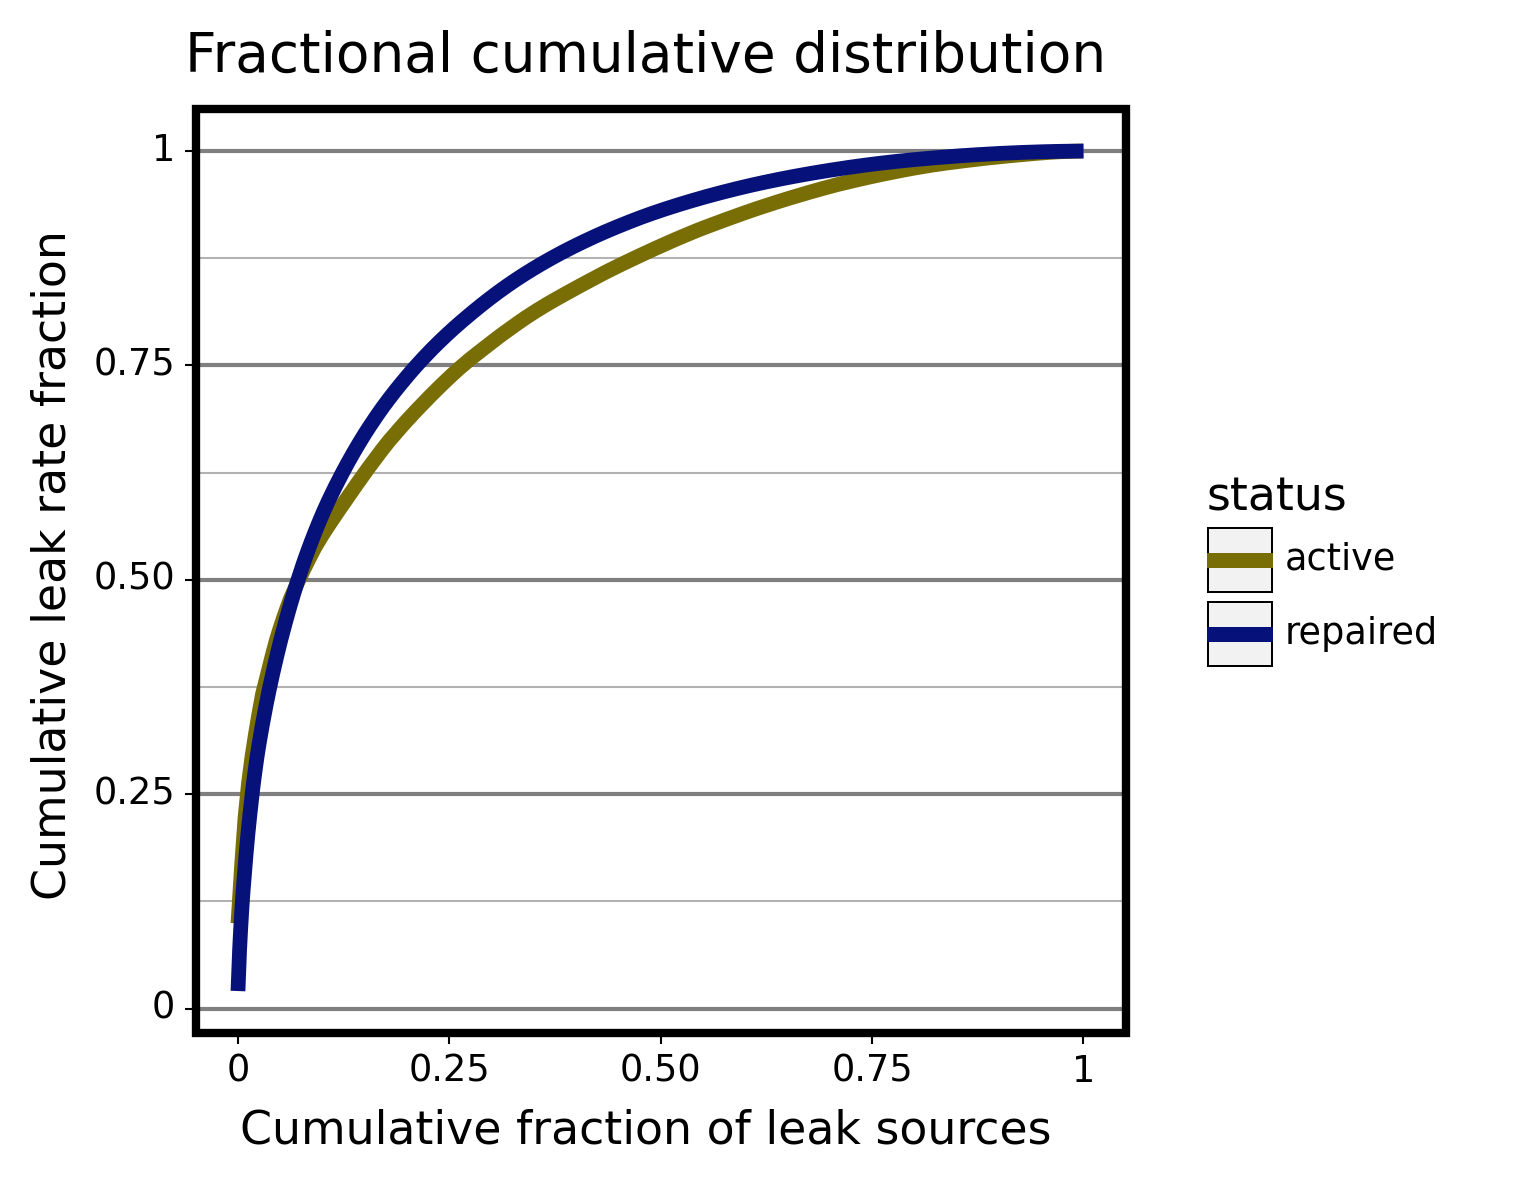 Fractional cumulative distribution
Cumulative leak rate fraction
1
0.75
0.50
0.25
0
0 0.25 0.50 0.75 1
Cumulative fraction of leak sources
status
active
repaired